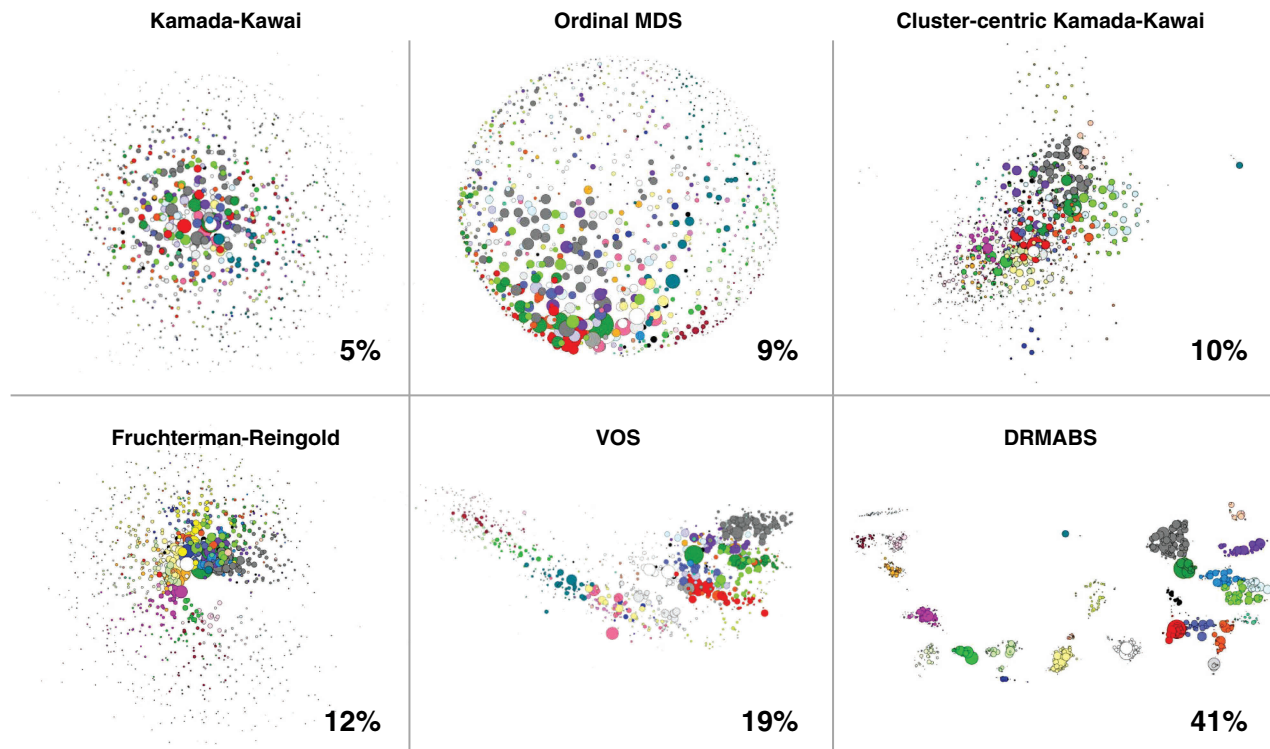 Kamada-Kawai
Ordinal MDS
Cluster-centric Kamada-Kawai
5%
9%
10%
Fruchterman-Reingold
VOS
DRMABS
12%
19%
41%